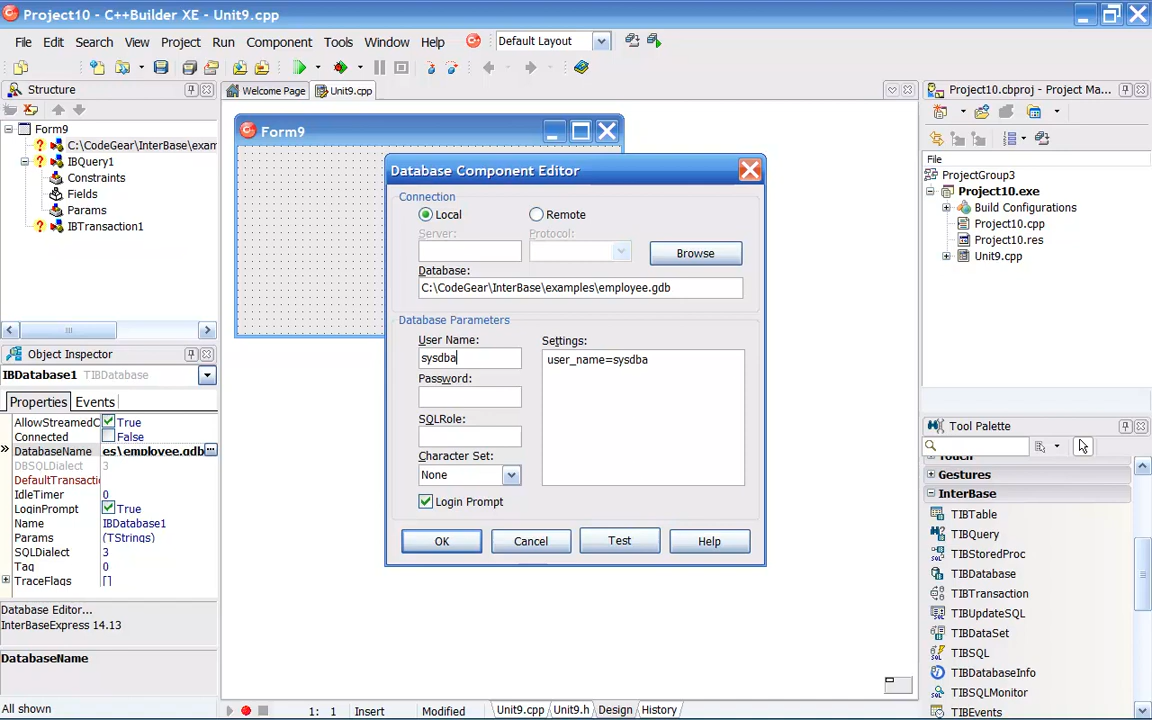 Project10 - C++Builder XE - Unit9.cpp
File Edit Search View Project Run Component Tools Window Help Default Layout
Structure
Welcome Page Unit9.cpp
Project10.cbproj - Project Ma...
Form9
C:\CodeGear\InterBase\exam
IBQuery1
Constraints
Fields
Params
IBTransaction1
Form9
Database Component Editor
Connection
Local Remote
Server: Protocol:
Browse
Database:
C:\CodeGear\InterBase\examples\employee.gdb
Database Parameters
User Name: Settings:
sysdba user_name=sysdba
Password:
SQLRole:
Character Set:
None
Login Prompt
OK Cancel Test Help
File
ProjectGroup3
Project10.exe
Build Configurations
Project10.cpp
Project10.res
Unit9.cpp
Object Inspector
IBDatabase1 TIBDatabase
Properties Events
AllowStreamedC True
Connected False
DatabaseName es\employee.gdb ...
DBSQLDialect 3
DefaultTransactio
IdleTimer 0
LoginPrompt True
Name IBDatabase1
Params (TStrings)
SQLDialect 3
Tag 0
TraceFlags []
Database Editor...
InterBaseExpress 14.13
DatabaseName
All shown
Tool Palette
Touch
Gestures
InterBase
TIBTable
TIBQuery
TIBStoredProc
TIBDatabase
TIBTransaction
TIBUpdateSQL
TIBDataSet
TIBSQL
TIBDatabaseInfo
TIBSQLMonitor
TIBEvents
1: 1 Insert Modified Unit9.cpp Unit9.h Design History